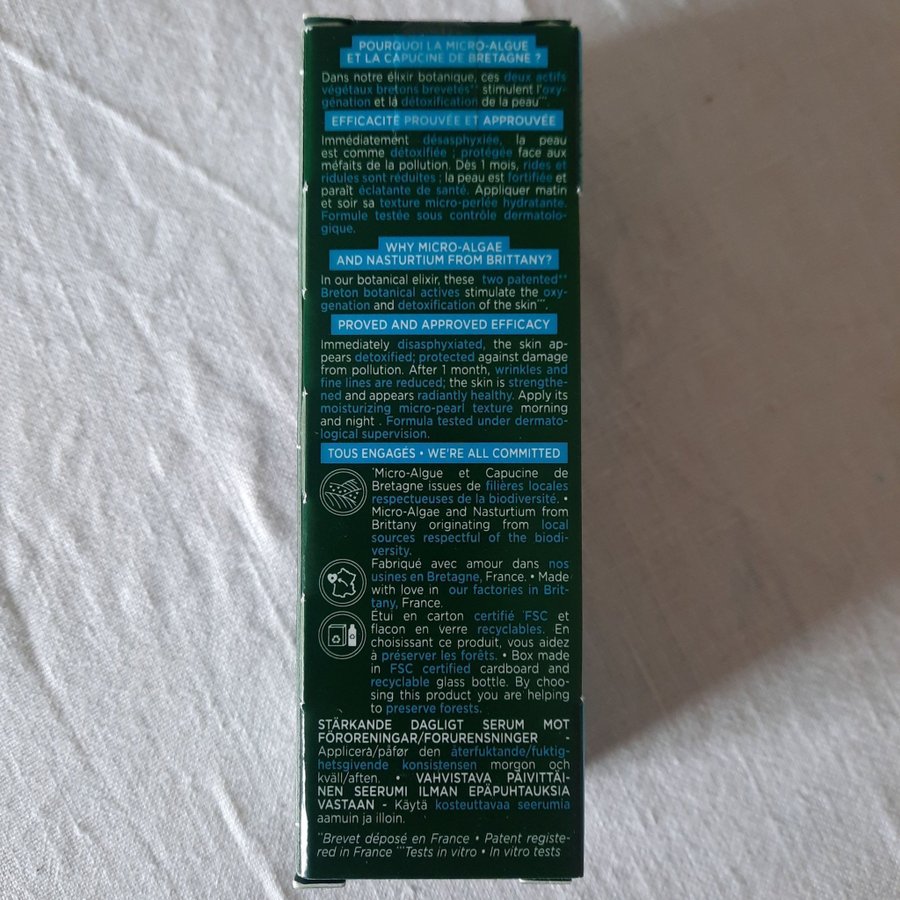 POURQUOI LA MICRO-ALGUE
ET LA CAPUCINE DE BRETAGNE ?
Dans notre élixir botanique, ces deux actifs
végétaux bretons brevetés** stimulent l'oxy-
génation et la détoxification de la peau***.
EFFICACITÉ PROUVÉE ET APPROUVÉE
Immédiatement désasphyxiée, la peau
est comme détoxifiée ; protégée face aux
méfaits de la pollution. Dès 1 mois, rides et
ridules sont réduites ; la peau est fortifiée et
paraît éclatante de santé. Appliquer matin
et soir sa texture micro-perlée hydratante.
Formule testée sous contrôle dermatolo-
gique.
WHY MICRO-ALGAE
AND NASTURTIUM FROM BRITTANY?
In our botanical elixir, these two patented**
Breton botanical actives stimulate the oxy-
genation and detoxification of the skin***.
PROVED AND APPROVED EFFICACY
Immediately disasphyxiated, the skin ap-
pears detoxified; protected against damage
from pollution. After 1 month, wrinkles and
fine lines are reduced; the skin is strengthe-
ned and appears radiantly healthy. Apply its
moisturizing micro-pearl texture morning
and night . Formula tested under dermato-
logical supervision.
TOUS ENGAGÉS • WE'RE ALL COMMITTED
*Micro-Algue et Capucine de
Bretagne issues de filières locales
respectueuses de la biodiversité. •
Micro-Algae and Nasturtium from
Brittany originating from local
sources respectful of the biodi-
versity.
Fabriqué avec amour dans nos
usines en Bretagne, France. • Made
with love in our factories in Brit-
tany, France.
Étui en carton certifié FSC et
flacon en verre recyclables. En
choisissant ce produit, vous aidez
à préserver les forêts. • Box made
in FSC certified cardboard and
recyclable glass bottle. By choo-
sing this product you are helping
to preserve forests.
STÄRKANDE DAGLIGT SERUM MOT
FÖRORENINGAR/FORURENSNINGER -
Applicera/påfør den återfuktande/fuktig-
hetsgivende konsistensen morgon och
kväll/aften. • VAHVISTAVA PÄIVITTÄI-
NEN SEERUMI ILMAN EPÄPUHTAUKSIA
VASTAAN - Käytä kosteuttavaa seerumia
aamuin ja illoin.
**Brevet déposé en France • Patent registe-
red in France ***Tests in vitro • In vitro tests